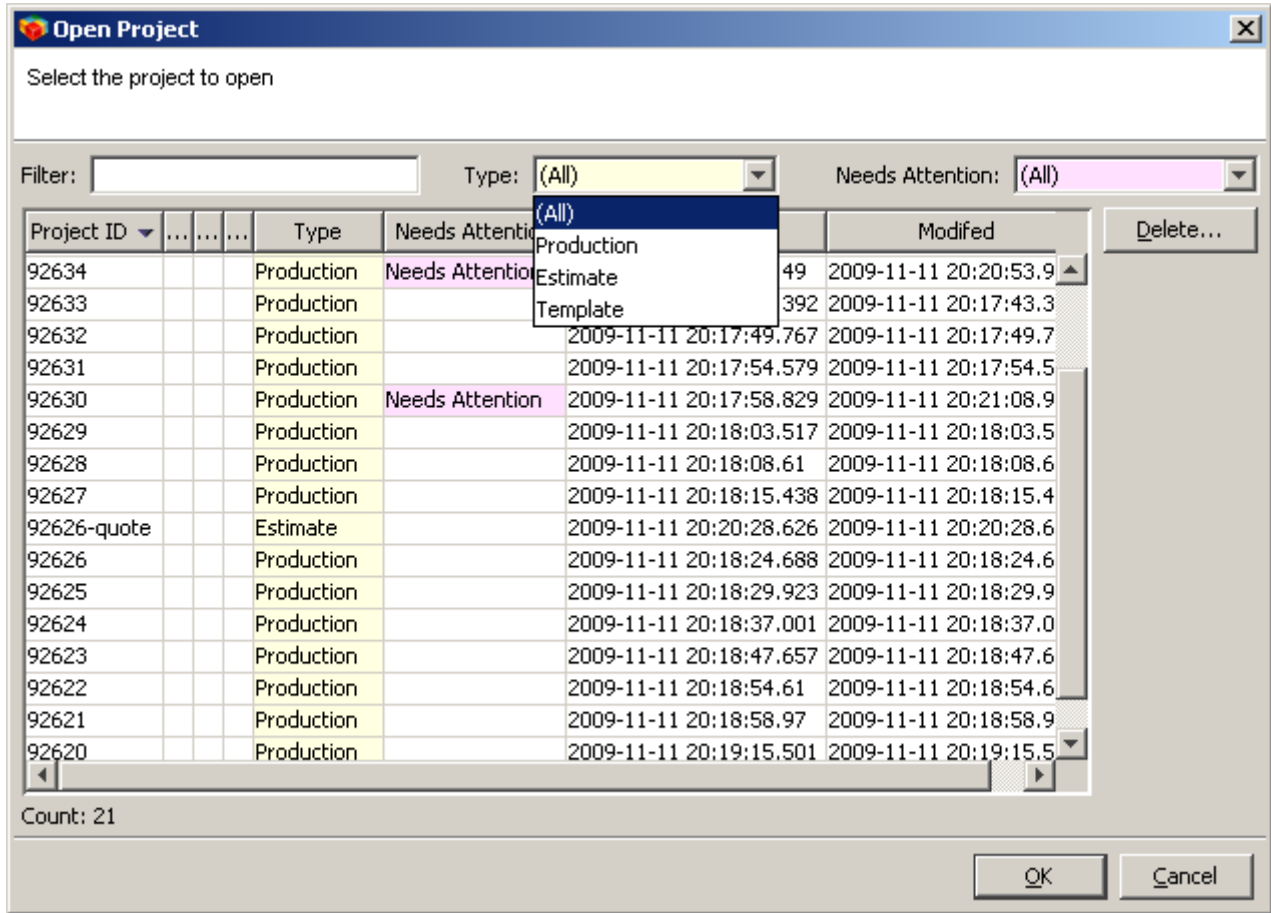 Open Project
Select the project to open
Filter: Type: (All) Needs Attention: (All)
(All)
Production
Estimate
Template
Project ID ... ... ... Type Needs Attentio Modifed Delete...
92634 Production Needs Attention 49 2009-11-11 20:20:53.9
92633 Production 392 2009-11-11 20:17:43.3
92632 Production 2009-11-11 20:17:49.767 2009-11-11 20:17:49.7
92631 Production 2009-11-11 20:17:54.579 2009-11-11 20:17:54.5
92630 Production Needs Attention 2009-11-11 20:17:58.829 2009-11-11 20:21:08.9
92629 Production 2009-11-11 20:18:03.517 2009-11-11 20:18:03.5
92628 Production 2009-11-11 20:18:08.61 2009-11-11 20:18:08.6
92627 Production 2009-11-11 20:18:15.438 2009-11-11 20:18:15.4
92626-quote Estimate 2009-11-11 20:20:28.626 2009-11-11 20:20:28.6
92626 Production 2009-11-11 20:18:24.688 2009-11-11 20:18:24.6
92625 Production 2009-11-11 20:18:29.923 2009-11-11 20:18:29.9
92624 Production 2009-11-11 20:18:37.001 2009-11-11 20:18:37.0
92623 Production 2009-11-11 20:18:47.657 2009-11-11 20:18:47.6
92622 Production 2009-11-11 20:18:54.61 2009-11-11 20:18:54.6
92621 Production 2009-11-11 20:18:58.97 2009-11-11 20:18:58.9
92620 Production 2009-11-11 20:19:15.501 2009-11-11 20:19:15.5
Count: 21
OK Cancel